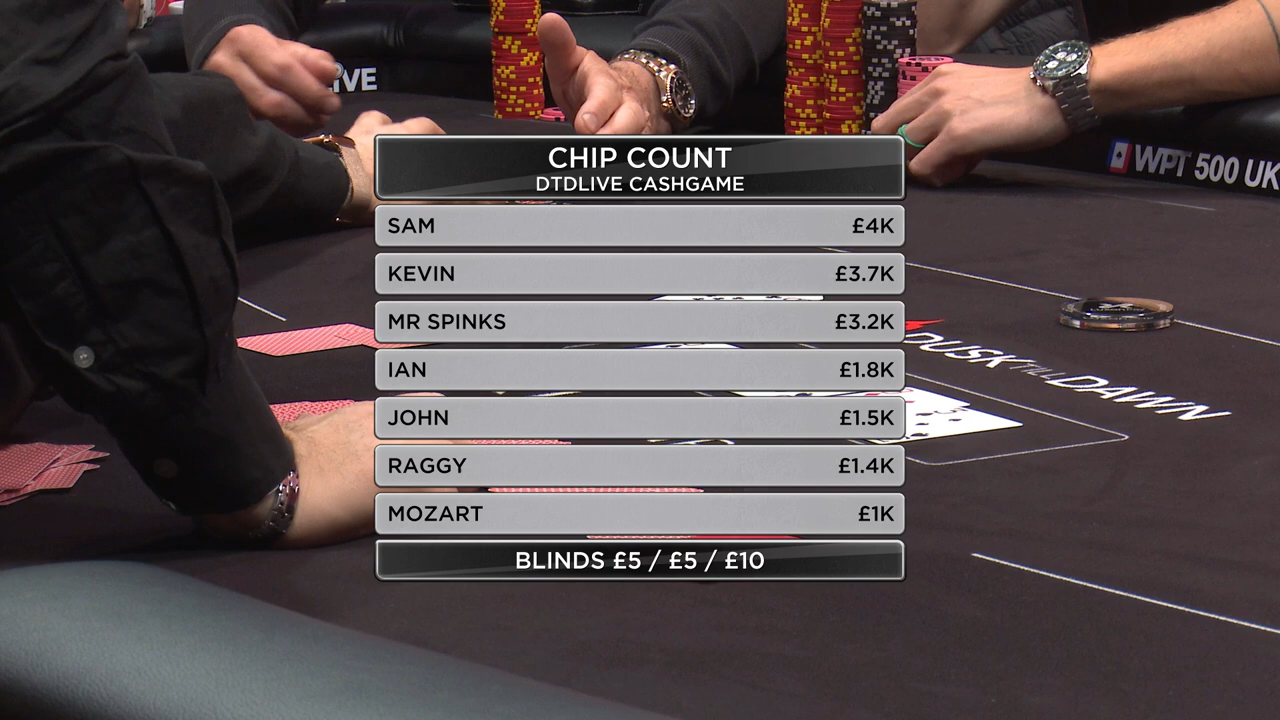 IVE
CHIP COUNT
DTDLIVE CASHGAME
WPT 500 UK
SAM £4K
KEVIN £3.7K
MR SPINKS £3.2K
IAN £1.8K
JOHN £1.5K
RAGGY £1.4K
MOZART £1K
BLINDS £5 / £5 / £10
DUSK TILL DAWN